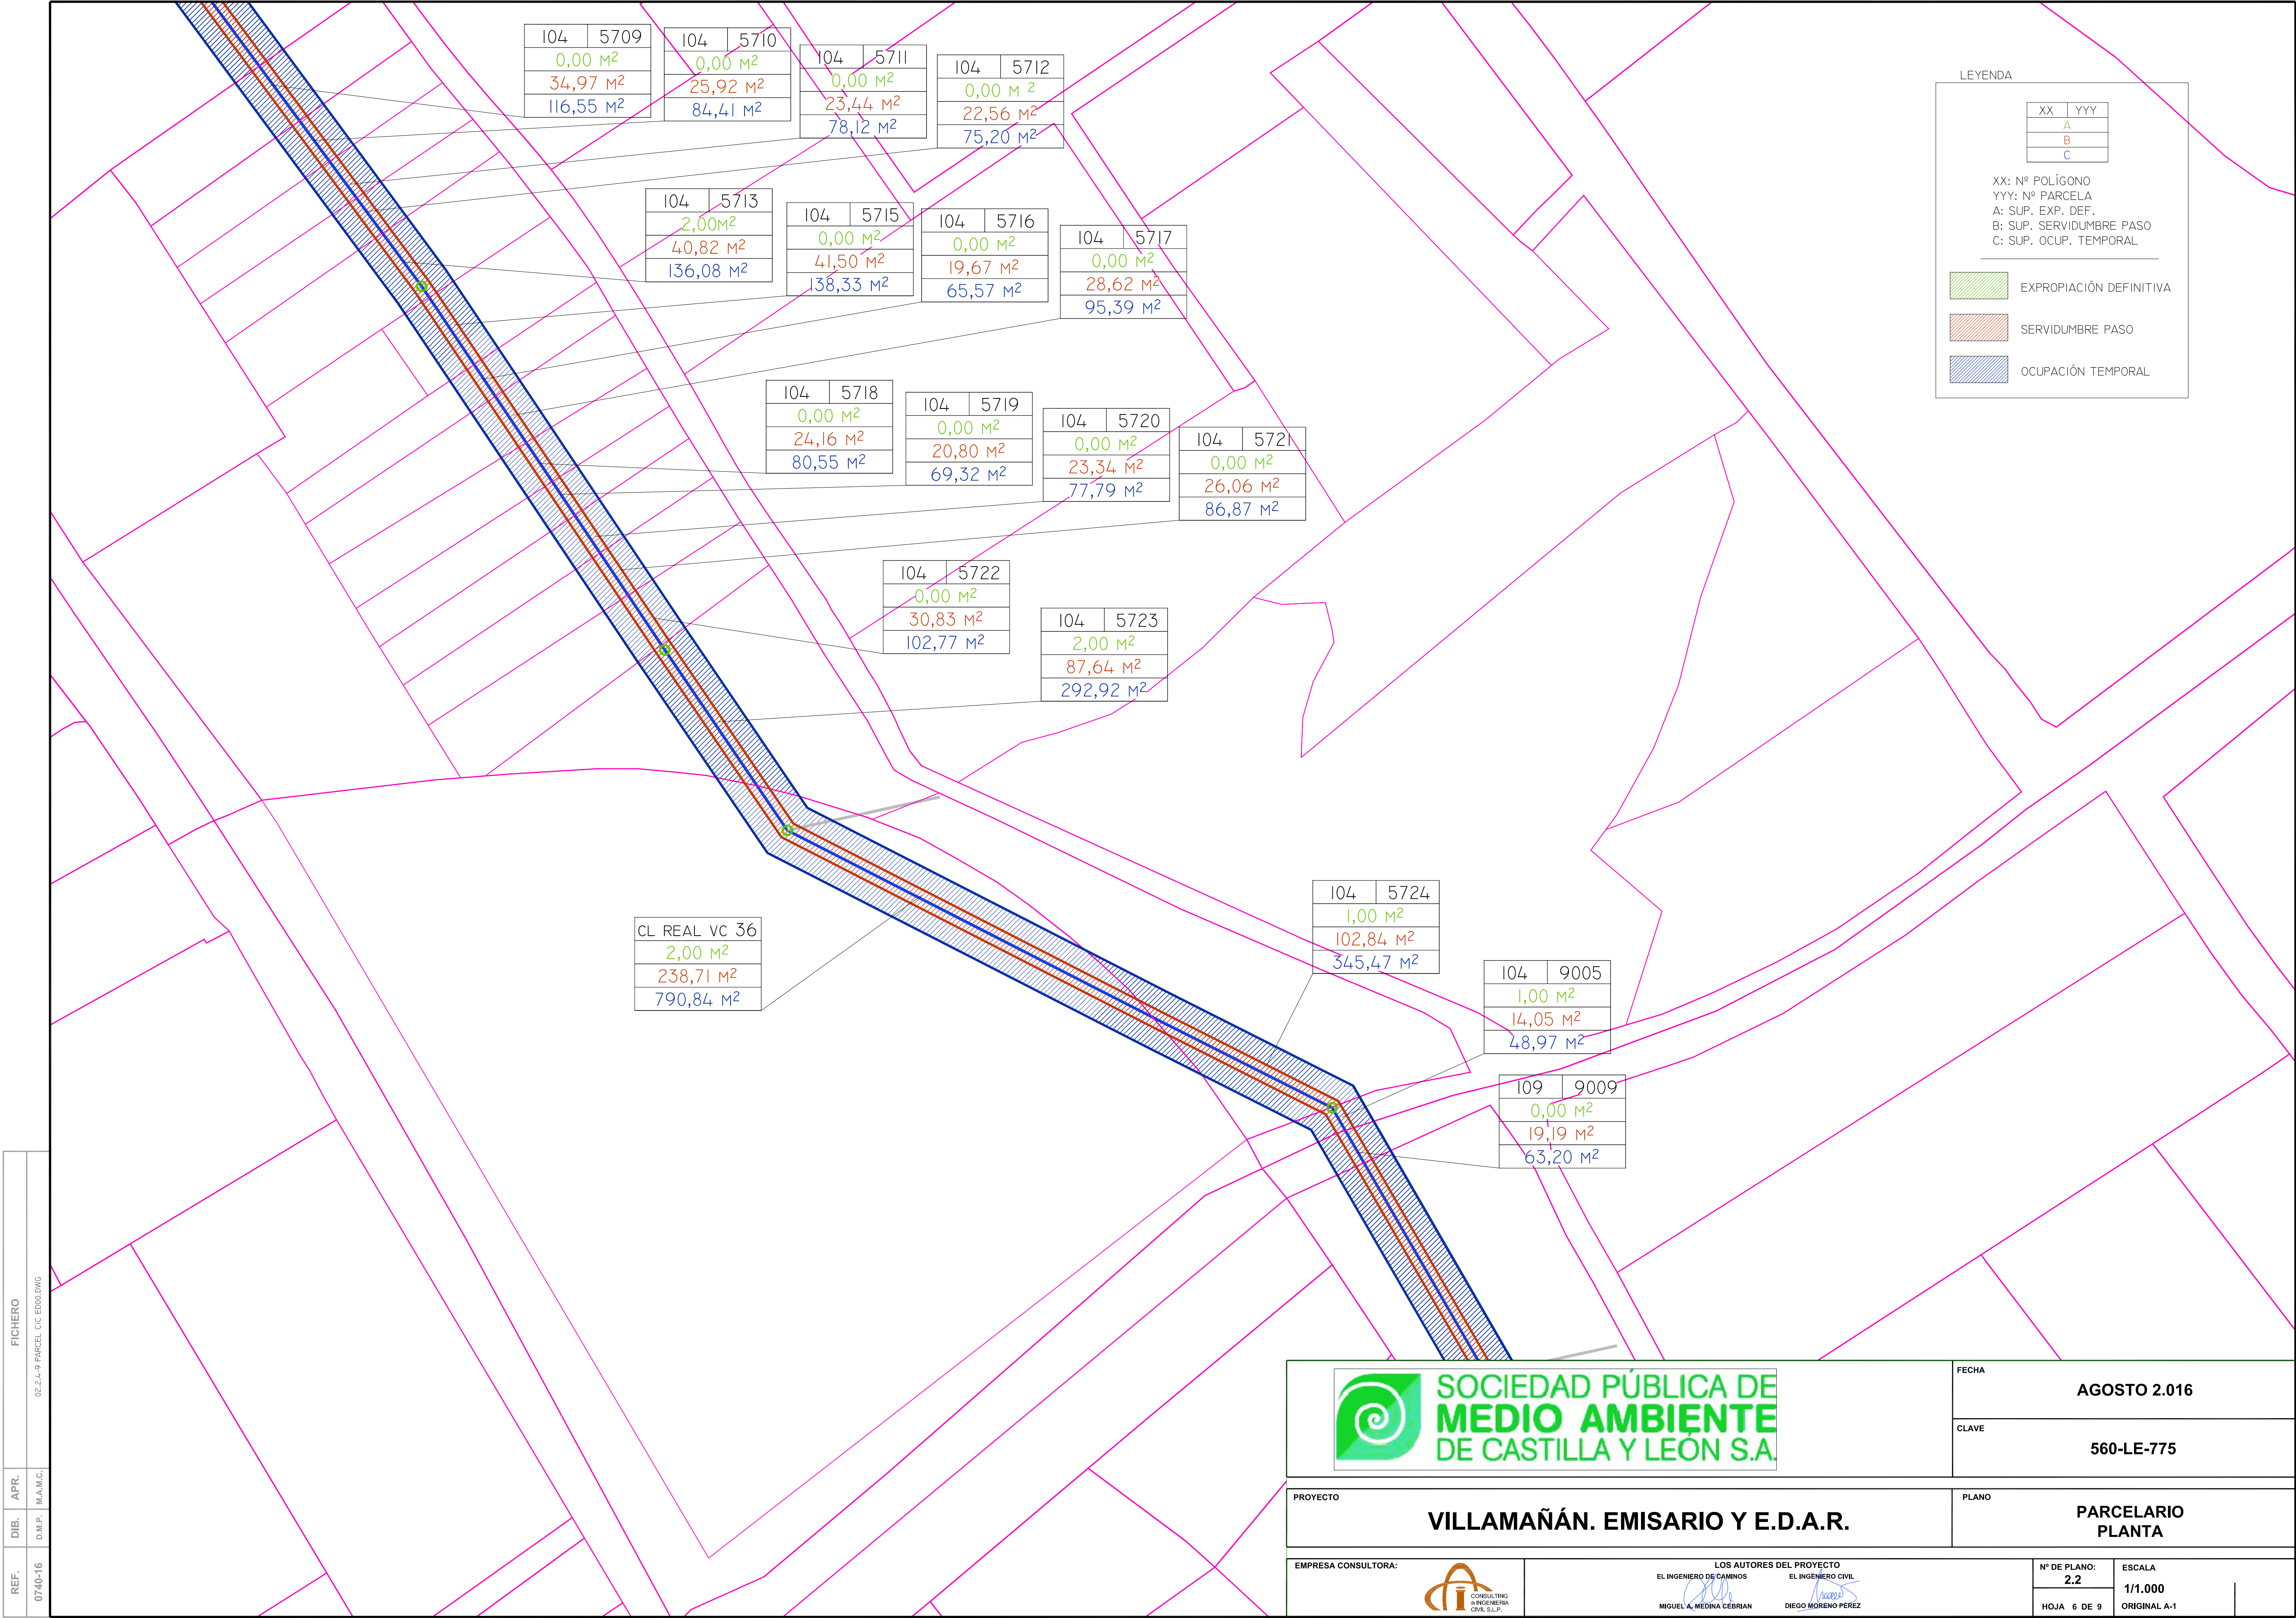 104 5709
0,00 M²
34,97 M²
116,55 M²
104 5710
0,00 M²
25,92 M²
84,41 M²
104 5711
0,00 M²
23,44 M²
78,12 M²
104 5712
0,00 M ²
22,56 M²
75,20 M²
104 5713
2,00M²
40,82 M²
136,08 M²
104 5715
0,00 M²
41,50 M²
138,33 M²
104 5716
0,00 M²
19,67 M²
65,57 M²
104 5717
0,00 M²
28,62 M²
95,39 M²
104 5718
0,00 M²
24,16 M²
80,55 M²
104 5719
0,00 M²
20,80 M²
69,32 M²
104 5720
0,00 M²
23,34 M²
77,79 M²
104 5721
0,00 M²
26,06 M²
86,87 M²
104 5722
0,00 M²
30,83 M²
102,77 M²
104 5723
2,00 M²
87,64 M²
292,92 M²
CL REAL VC 36
2,00 M²
238,71 M²
790,84 M²
104 5724
1,00 M²
102,84 M²
345,47 M²
104 9005
1,00 M²
14,05 M²
48,97 M²
109 9009
0,00 M²
19,19 M²
63,20 M²
LEYENDA
XX YYY
A
B
C
XX: Nº POLÍGONO
YYY: Nº PARCELA
A: SUP. EXP. DEF.
B: SUP. SERVIDUMBRE PASO
C: SUP. OCUP. TEMPORAL
EXPROPIACIÓN DEFINITIVA
SERVIDUMBRE PASO
OCUPACIÓN TEMPORAL
FICHERO
02.2.4-9 PARCEL CIC ED00.DWG
APR.
M.A.M.C.
DIB.
D.M.P.
REF.
0740-16
SOCIEDAD PÚBLICA DE
MEDIO AMBIENTE
DE CASTILLA Y LEÓN S.A.
FECHA
AGOSTO 2.016
CLAVE
560-LE-775
PROYECTO
VILLAMAÑÁN. EMISARIO Y E.D.A.R.
PLANO
PARCELARIO
PLANTA
EMPRESA CONSULTORA:
CONSULTING
de INGENIERIA
CIVIL S.L.P.
LOS AUTORES DEL PROYECTO
EL INGENIERO DE CAMINOS
MIGUEL A. MEDINA CEBRIAN
EL INGENIERO CIVIL
DIEGO MORENO PÉREZ
Nº DE PLANO:
2.2
HOJA 6 DE 9
ESCALA
1/1.000
ORIGINAL A-1